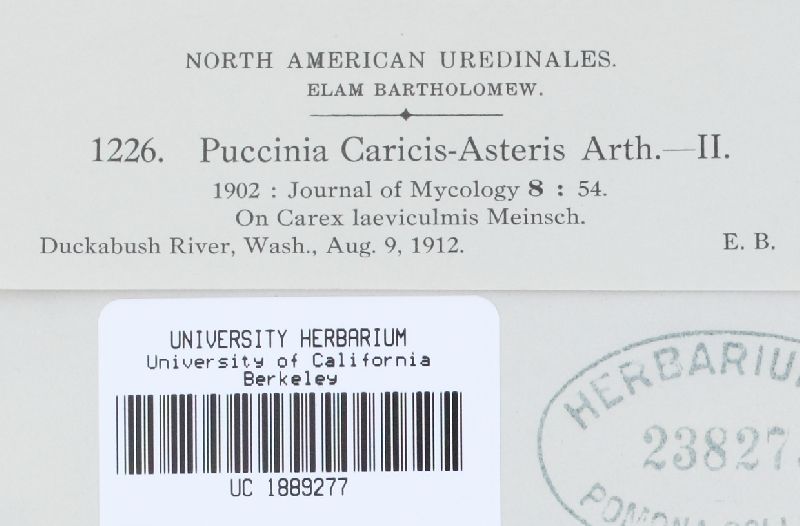 NORTH AMERICAN UREDINALES.
ELAM BARTHOLOMEW.
1226. Puccinia Caricis-Asteris Arth.—II.
1902 : Journal of Mycology 8 : 54.
On Carex laeviculmis Meinsch.
Duckabush River, Wash., Aug. 9, 1912. E. B.
UNIVERSITY HERBARIUM
University of California
Berkeley
UC 1889277
HERBARIU
23827
POMONA